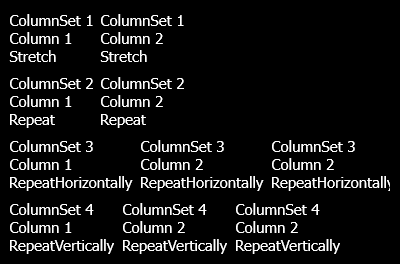 ColumnSet 1 ColumnSet 1
Column 1 Column 2
Stretch Stretch
ColumnSet 2 ColumnSet 2
Column 1 Column 2
Repeat Repeat
ColumnSet 3 ColumnSet 3 ColumnSet 3
Column 1 Column 2 Column 2
RepeatHorizontally RepeatHorizontally RepeatHorizontally
ColumnSet 4 ColumnSet 4 ColumnSet 4
Column 1 Column 2 Column 2
RepeatVertically RepeatVertically RepeatVertically